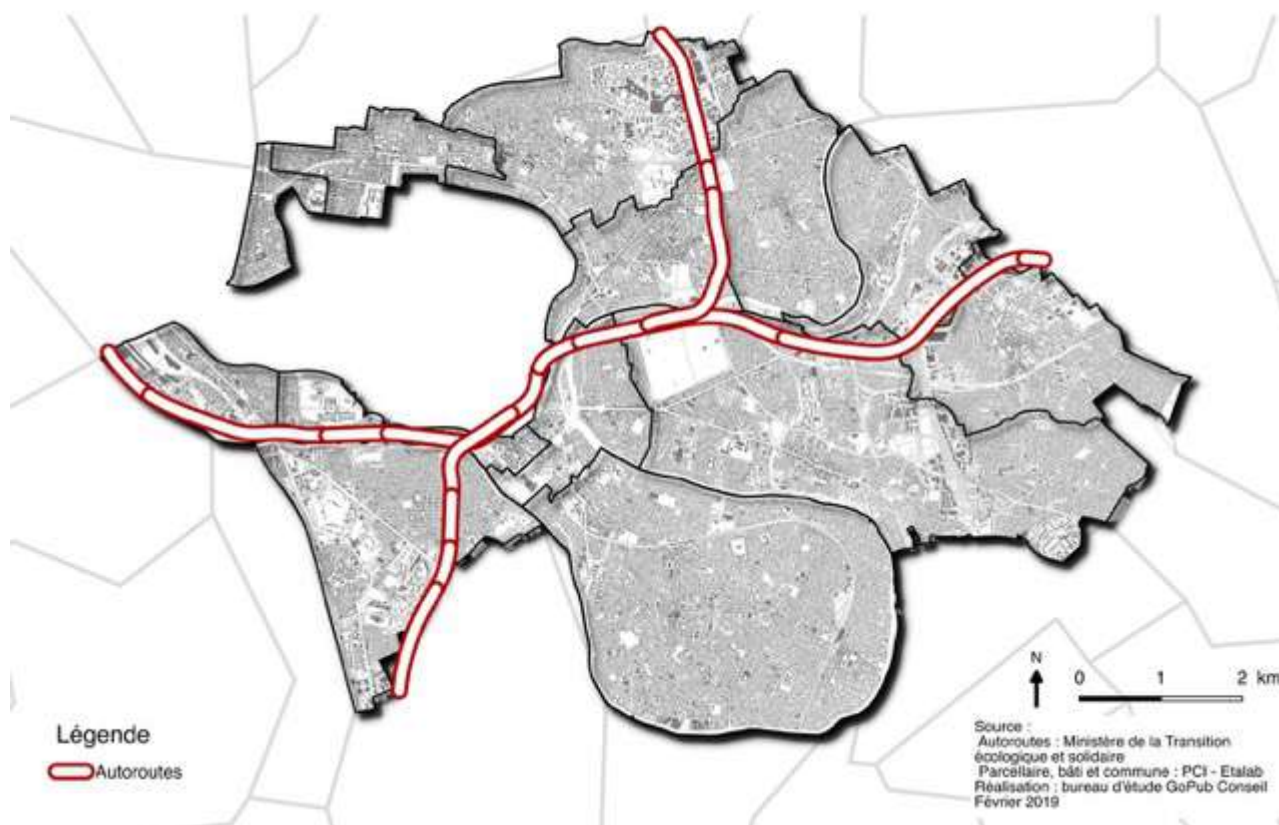 N
0 1 2 km
Légende
Autoroutes
Source :
Autoroutes : Ministère de la Transition
écologique et solidaire
Parcellaire, bâti et commune : PCI - Etalab
Réalisation : bureau d'étude GoPub Conseil
Février 2019